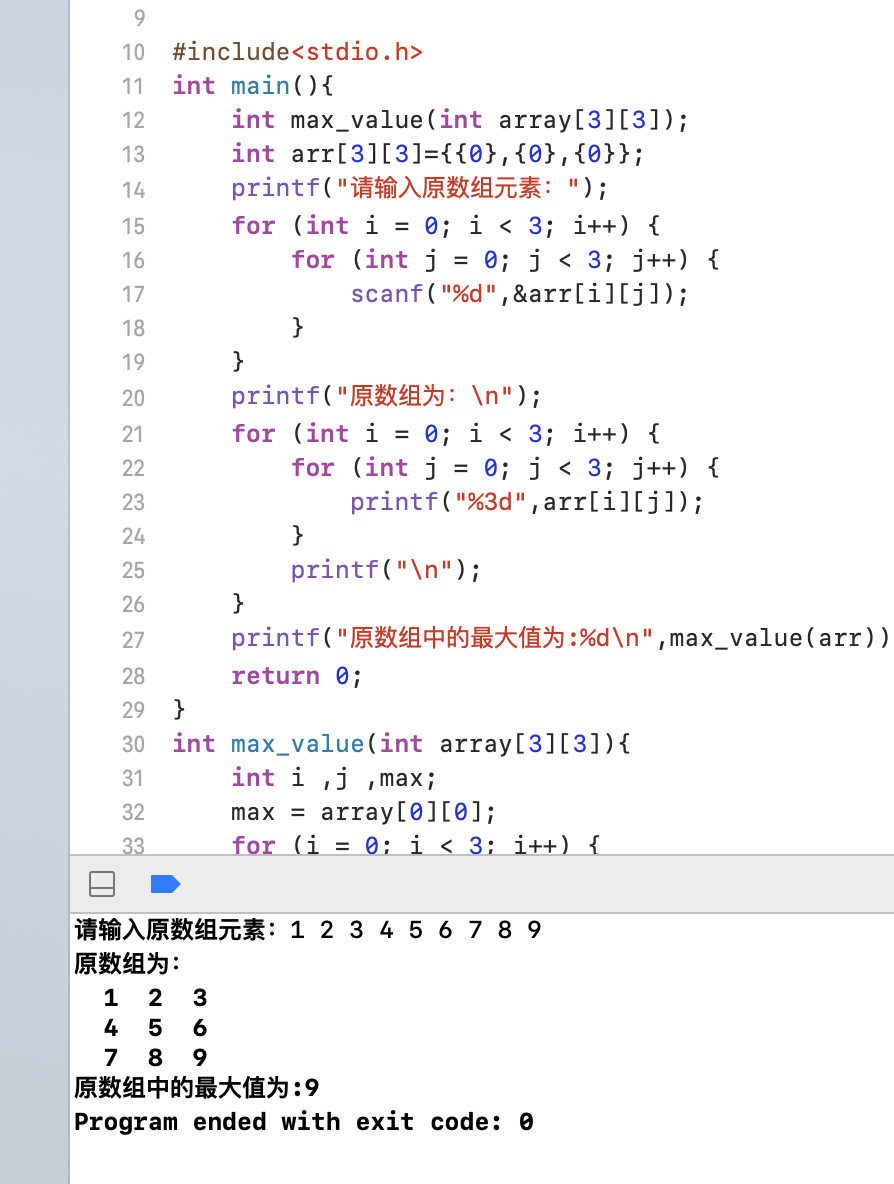 9
10 #include<stdio.h>
11 int main(){
12     int max_value(int array[3][3]);
13     int arr[3][3]={{0},{0},{0}};
14     printf("请输入原数组元素：");
15     for (int i = 0; i < 3; i++) {
16         for (int j = 0; j < 3; j++) {
17             scanf("%d",&arr[i][j]);
18         }
19     }
20     printf("原数组为：\n");
21     for (int i = 0; i < 3; i++) {
22         for (int j = 0; j < 3; j++) {
23             printf("%3d",arr[i][j]);
24         }
25         printf("\n");
26     }
27     printf("原数组中的最大值为:%d\n",max_value(arr))
28     return 0;
29 }
30 int max_value(int array[3][3]){
31     int i ,j ,max;
32     max = array[0][0];
33     for (i = 0; i < 3; i++) {
请输入原数组元素：1 2 3 4 5 6 7 8 9
原数组为：
  1  2  3
  4  5  6
  7  8  9
原数组中的最大值为:9
Program ended with exit code: 0